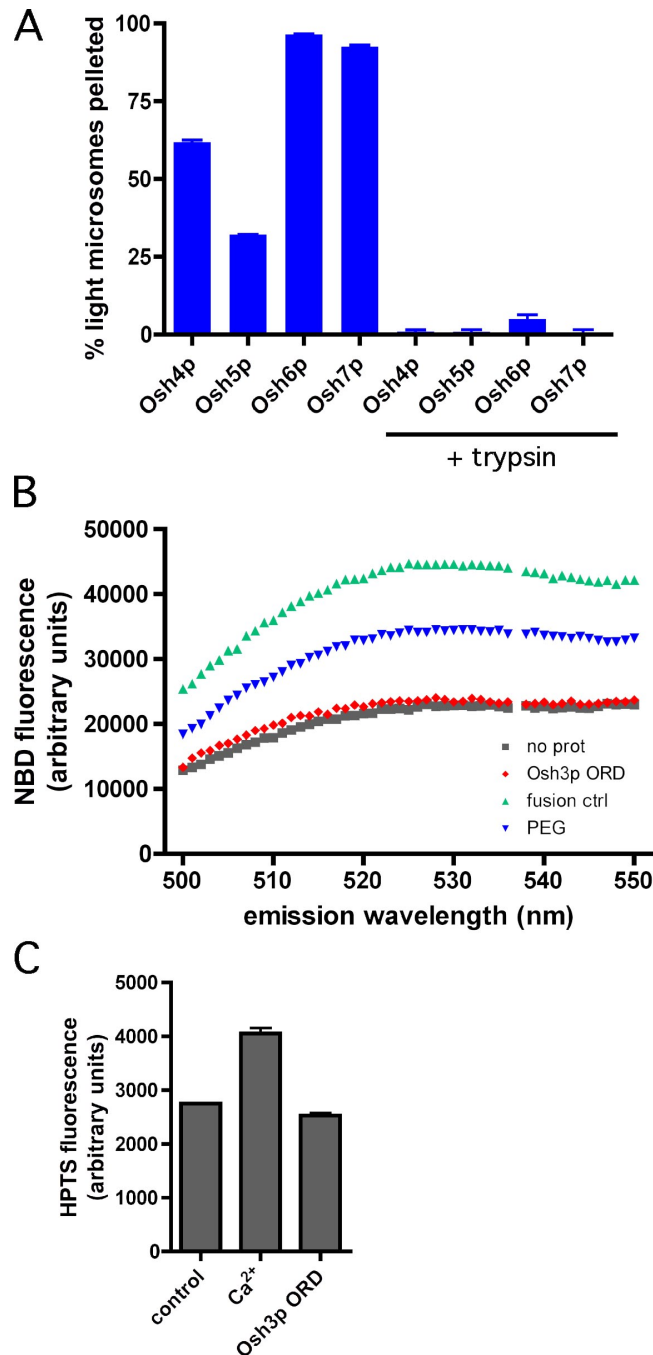 A
% light microsomes pelleted
100
75
50
25
0
Osh4p
Osh5p
Osh6p
Osh7p
Osh4p
Osh5p
Osh6p
Osh7p
+ trypsin
B
NBD fluorescence
(arbitrary units)
50000
40000
30000
20000
10000
0
no prot
Osh3p ORD
fusion ctrl
PEG
500
510
520
530
540
550
emission wavelength (nm)
C
HPTS fluorescence
(arbitrary units)
5000
4000
3000
2000
1000
0
control
Ca²⁺
Osh3p ORD